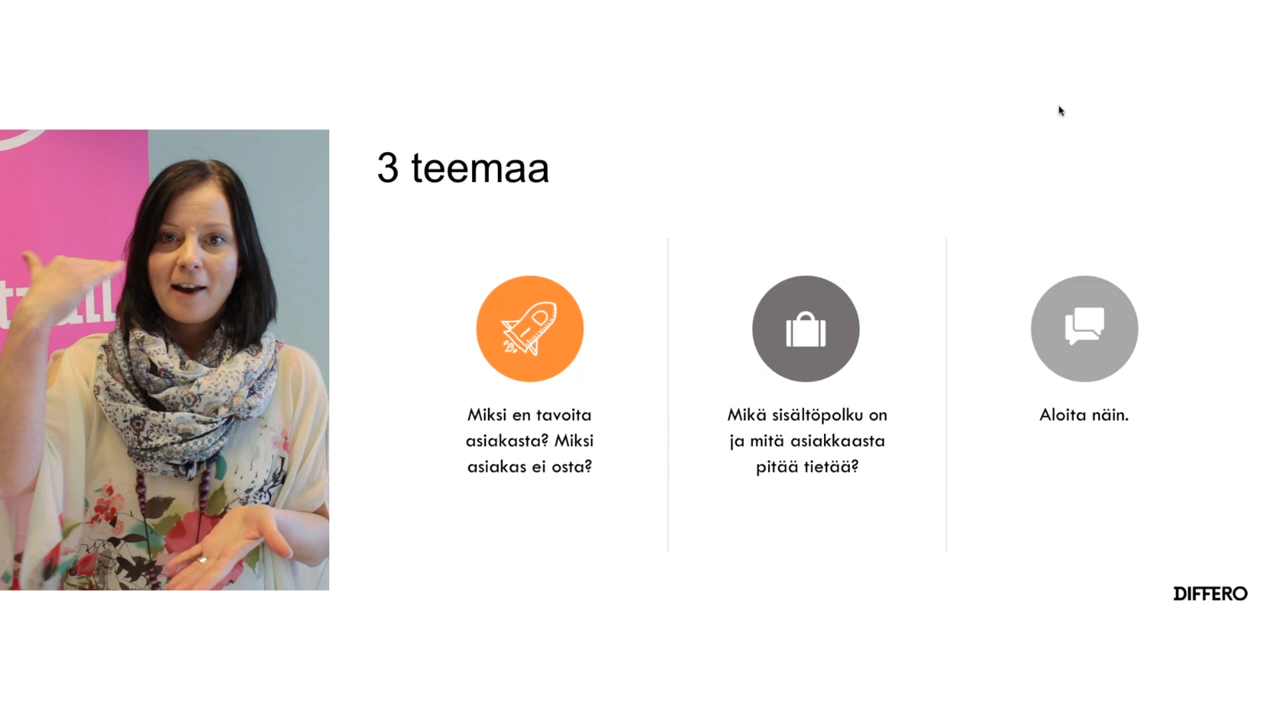 3 teemaa
Miksi en tavoita
asiakasta? Miksi
asiakas ei osta?
Mikä sisältöpolku on
ja mitä asiakkaasta
pitää tietää?
Aloita näin.
DIFFERO